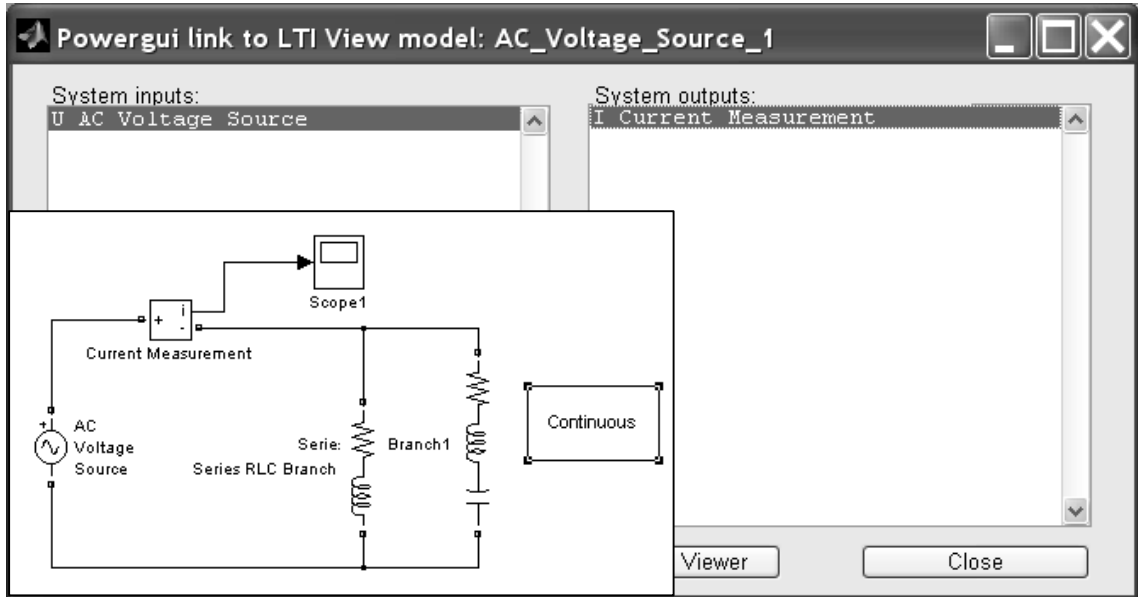 Powergui link to LTI View model: AC_Voltage_Source_1
System inputs:
System outputs:
U AC Voltage Source
I Current Measurement
Scope1
+ i
-
Current Measurement
+ AC
Voltage
Source
Serie:
Branch1
Series RLC Branch
Continuous
Viewer
Close